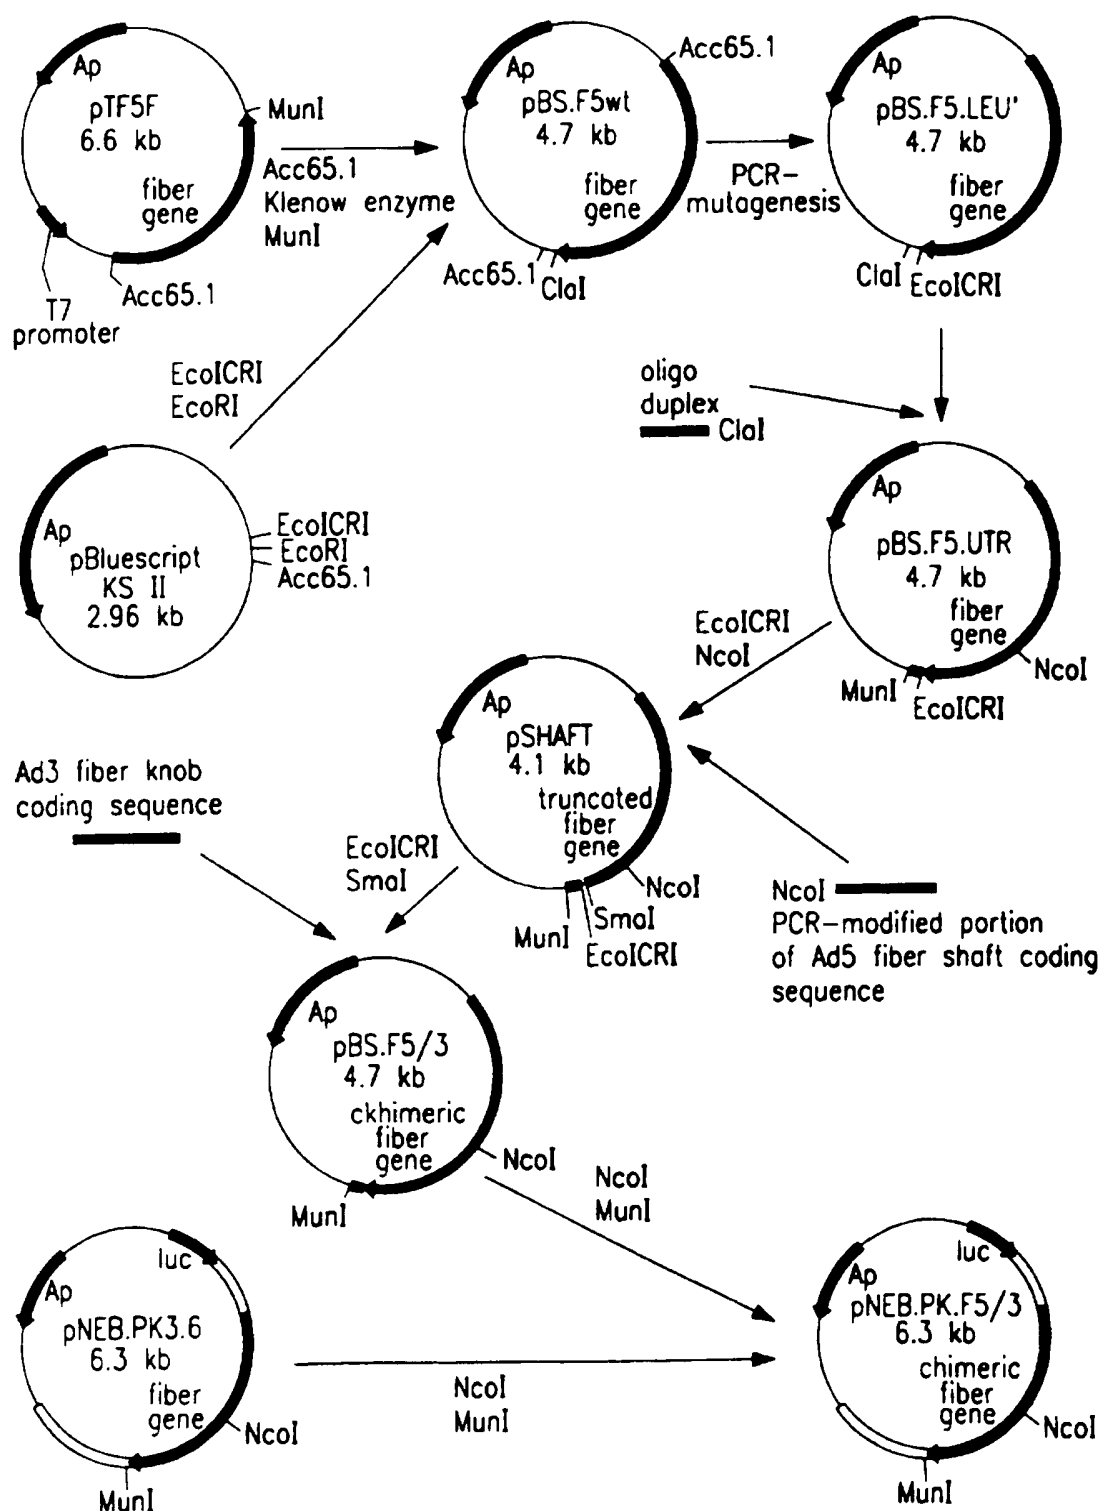 Ap
pTF5F
6.6 kb
fiber
gene
MunI
Acc65.1
T7
promoter
Acc65.1
Klenow enzyme
MunI
Ap
pBS.F5wt
4.7 kb
fiber
gene
Acc65.1
Acc65.1
ClaI
PCR-
mutagenesis
Ap
pBS.F5.LEU'
4.7 kb
fiber
gene
ClaI
EcoICRI
EcoICRI
EcoRI
Ap
pBluescript
KS II
2.96 kb
EcoICRI
EcoRI
Acc65.1
oligo
duplex
ClaI
Ap
pBS.F5.UTR
4.7 kb
fiber
gene
NcoI
MunI
EcoICRI
EcoICRI
NcoI
Ap
pSHAFT
4.1 kb
truncated
fiber
gene
NcoI
SmaI
MunI
EcoICRI
Ad3 fiber knob
coding sequence
EcoICRI
SmaI
NcoI
PCR-modified portion
of Ad5 fiber shaft coding
sequence
Ap
pBS.F5/3
4.7 kb
ckhimeric
fiber
gene
NcoI
MunI
NcoI
MunI
luc
Ap
pNEB.PK3.6
6.3 kb
fiber
gene
NcoI
MunI
NcoI
MunI
luc
Ap
pNEB.PK.F5/3
6.3 kb
chimeric
fiber
gene
NcoI
MunI